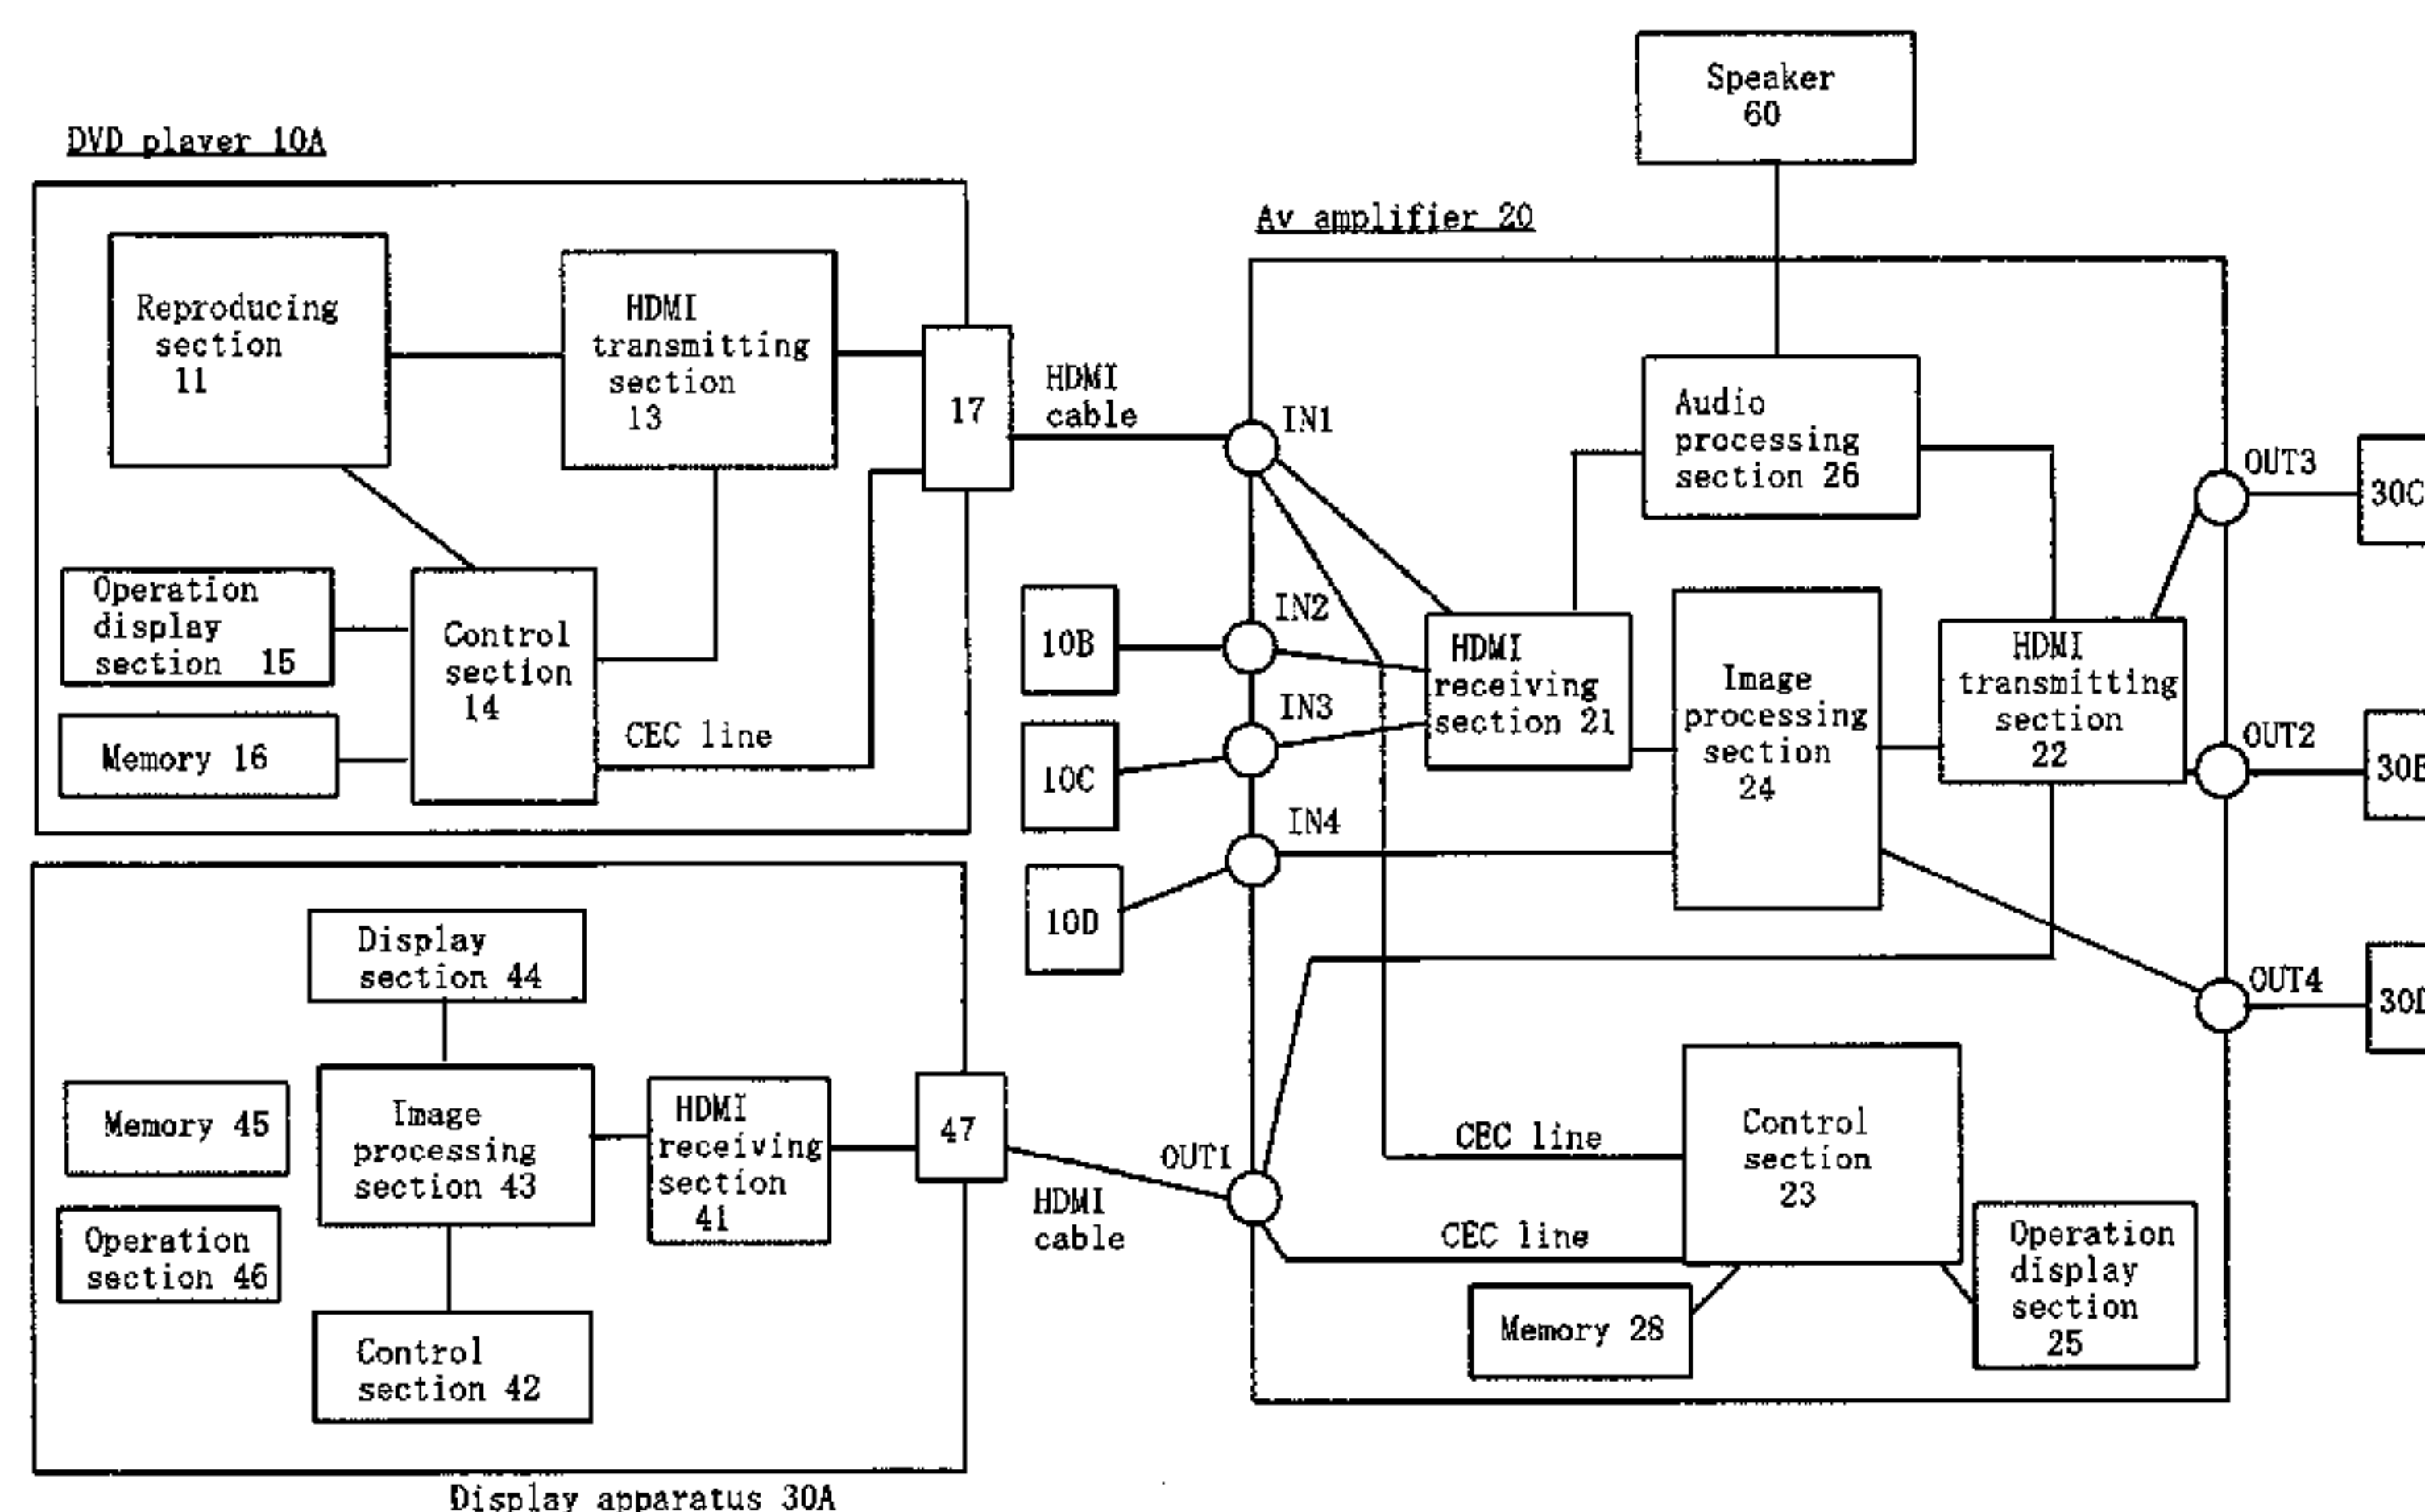 Speaker
60
DVD plaver 10A
Av amplifier 20
Reproducing
section
11
HDMI
transmitting
section
13
17
HDMI
cable
IN1
Audio
processing
section 26
OUT3
30C
Operation
display
section 15
Control
section
14
Memory 16
CEC line
10B
IN2
10C
IN3
10D
IN4
HDMI
receiving
section 21
Image
processing
section
24
HDMI
transmitting
section
22
OUT2
OUT4
Display
section 44
Memory 45
Image
processing
section 43
HDMI
receiving
section
41
47
Operation
section 46
Control
section 42
HDMI
cable
OUT1
CEC line
CEC line
Control
section
23
Memory 28
Operation
display
section
25
Display apparatus 30A